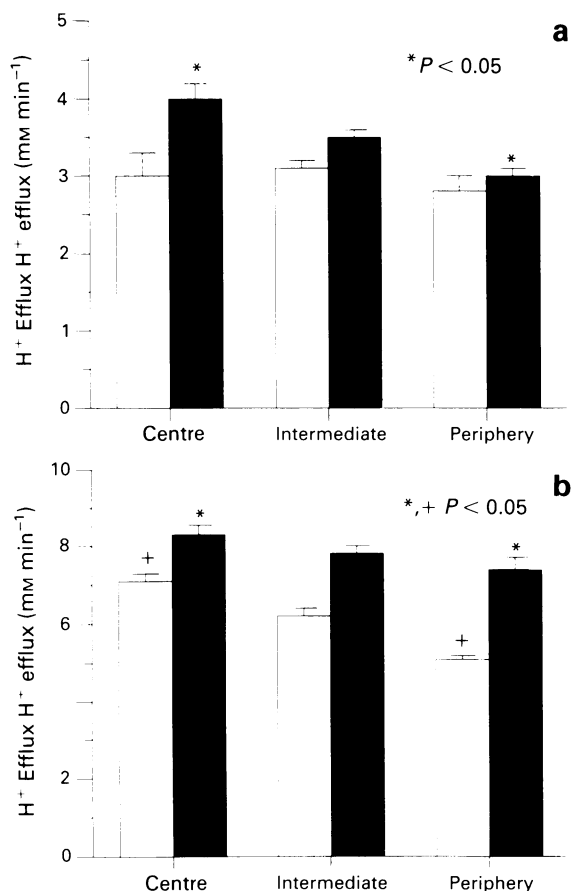 a
* P < 0.05
5
4
3
2
1
0
H+ Efflux H+ efflux (mM min−1)
*
*
Centre Intermediate Periphery
b
*,+ P < 0.05
10
8
6
2
0
H+ Efflux H+ efflux (mM min−1)
+
*
+
*
Centre Intermediate Periphery